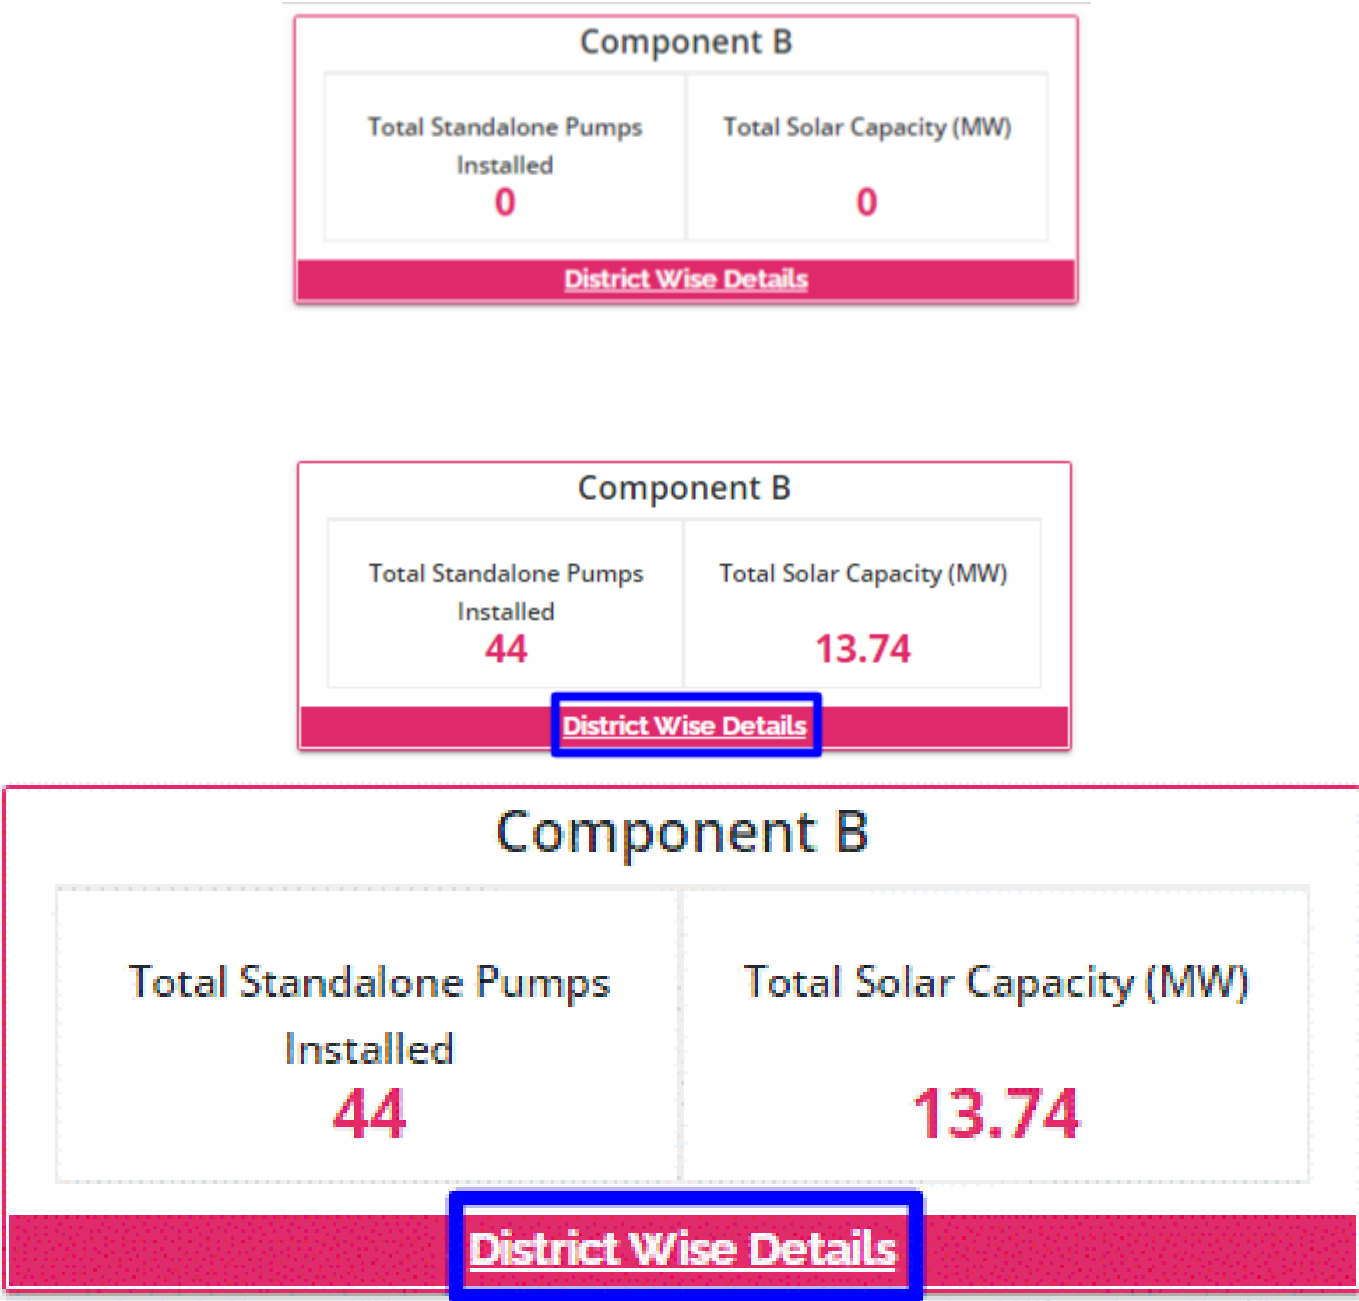 Component B
Total Standalone Pumps Total Solar Capacity (MW)
Installed
0 0
District Wise Details
Component B
Total Standalone Pumps Total Solar Capacity (MW)
Installed
44 13.74
District Wise Details
Component B
Total Standalone Pumps Total Solar Capacity (MW)
Installed
44 13.74
District Wise Details